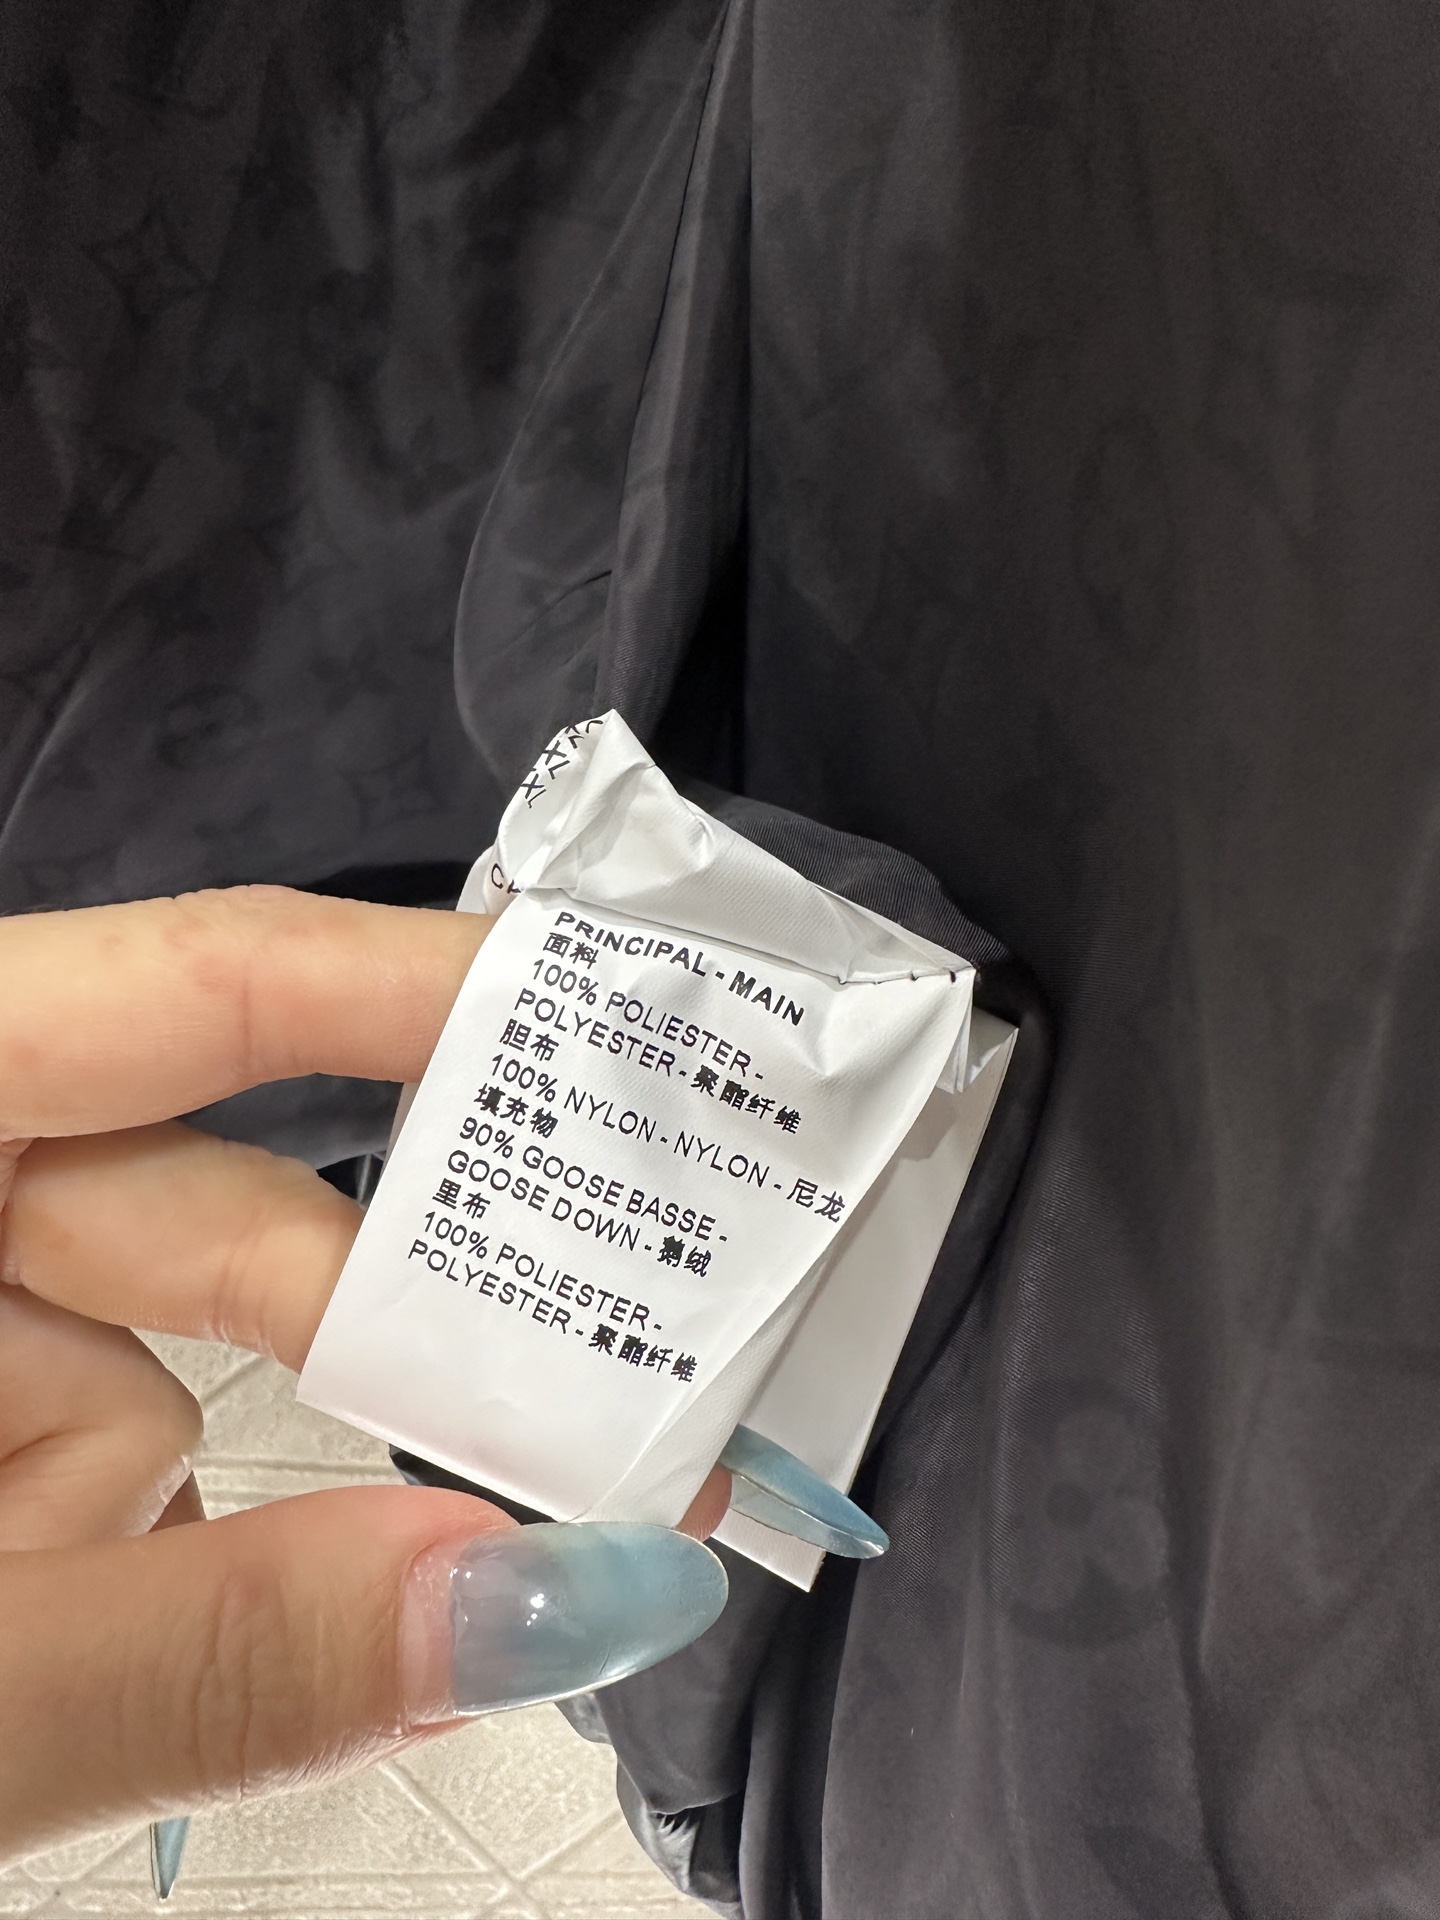 PRINCIPAL - MAIN
面料
100% POLIESTER -
POLYESTER - 聚酯纤维
胆布
100% NYLON - NYLON - 尼龙
填充物
90% GOOSE BASSE -
GOOSE DOWN - 鹅绒
里布
100% POLIESTER -
POLYESTER - 聚酯纤维